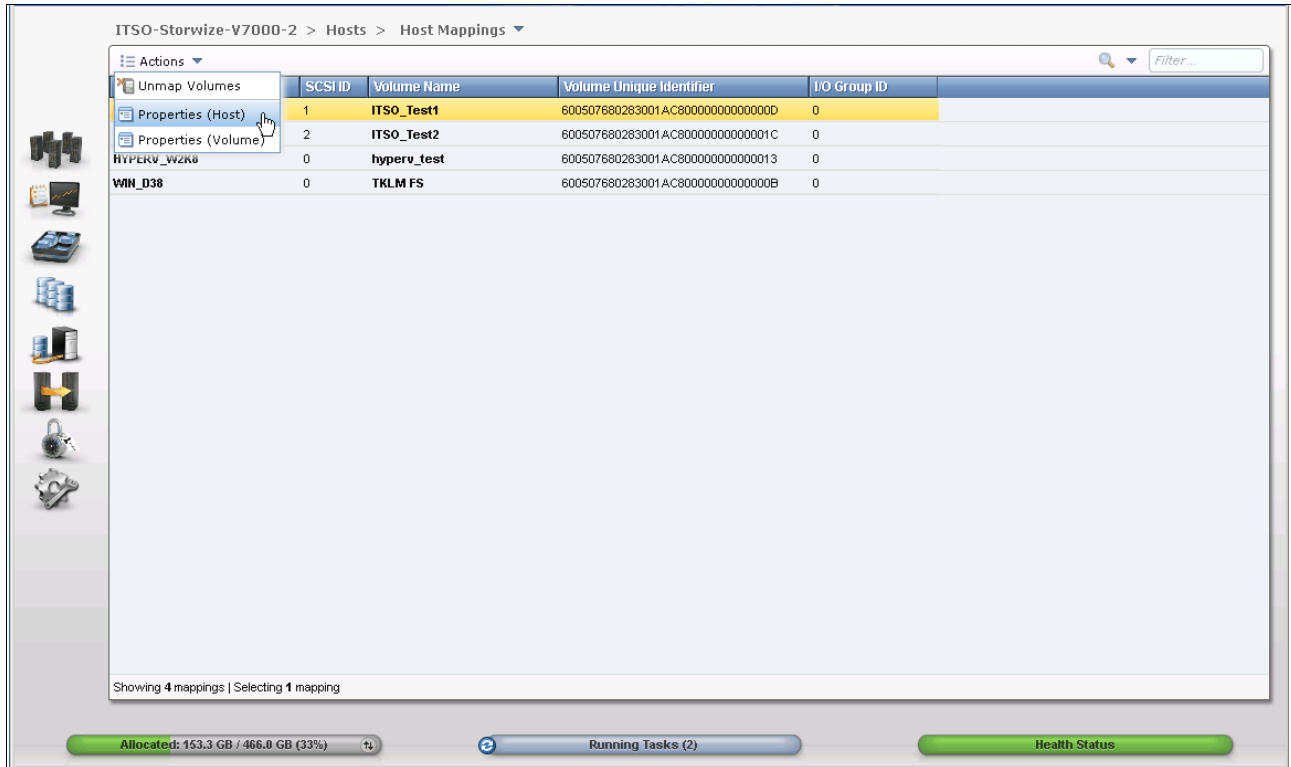 ITSO-Storwize-V7000-2 > Hosts > Host Mappings
Actions
Filter...
Unmap Volumes
Properties (Host)
Properties (Volume)
SCSI ID Volume Name Volume Unique Identifier I/O Group ID
1 ITSO_Test1 600507680283001AC80000000000000D 0
2 ITSO_Test2 600507680283001AC80000000000001C 0
HYPERV_W2K8 0 hyperv_test 600507680283001AC800000000000013 0
WIN_D38 0 TKLM FS 600507680283001AC80000000000000B 0
Showing 4 mappings | Selecting 1 mapping
Allocated: 153.3 GB / 466.0 GB (33%) Running Tasks (2) Health Status